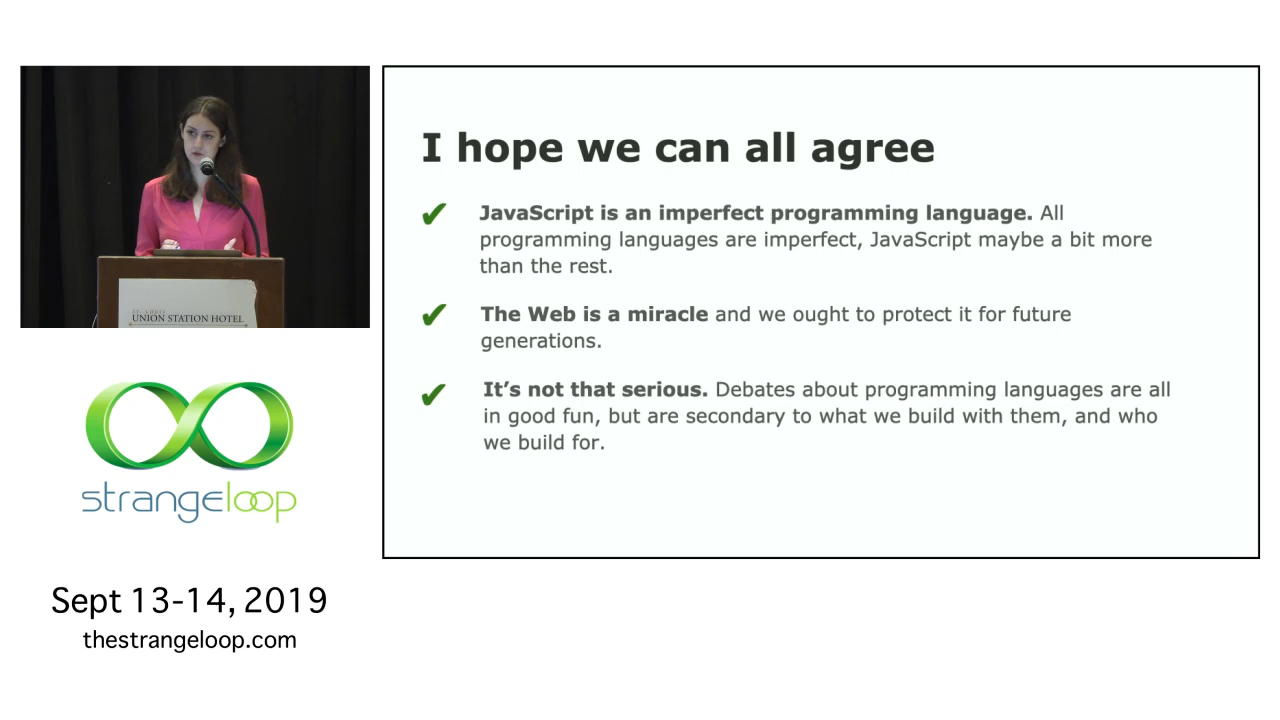 I hope we can all agree
✔ JavaScript is an imperfect programming language. All
programming languages are imperfect, JavaScript maybe a bit more
than the rest.
✔ The Web is a miracle and we ought to protect it for future
generations.
✔ It’s not that serious. Debates about programming languages are all
in good fun, but are secondary to what we build with them, and who
we build for.
UNION STATION HOTEL
strangeloop
Sept 13-14, 2019
thestrangeloop.com